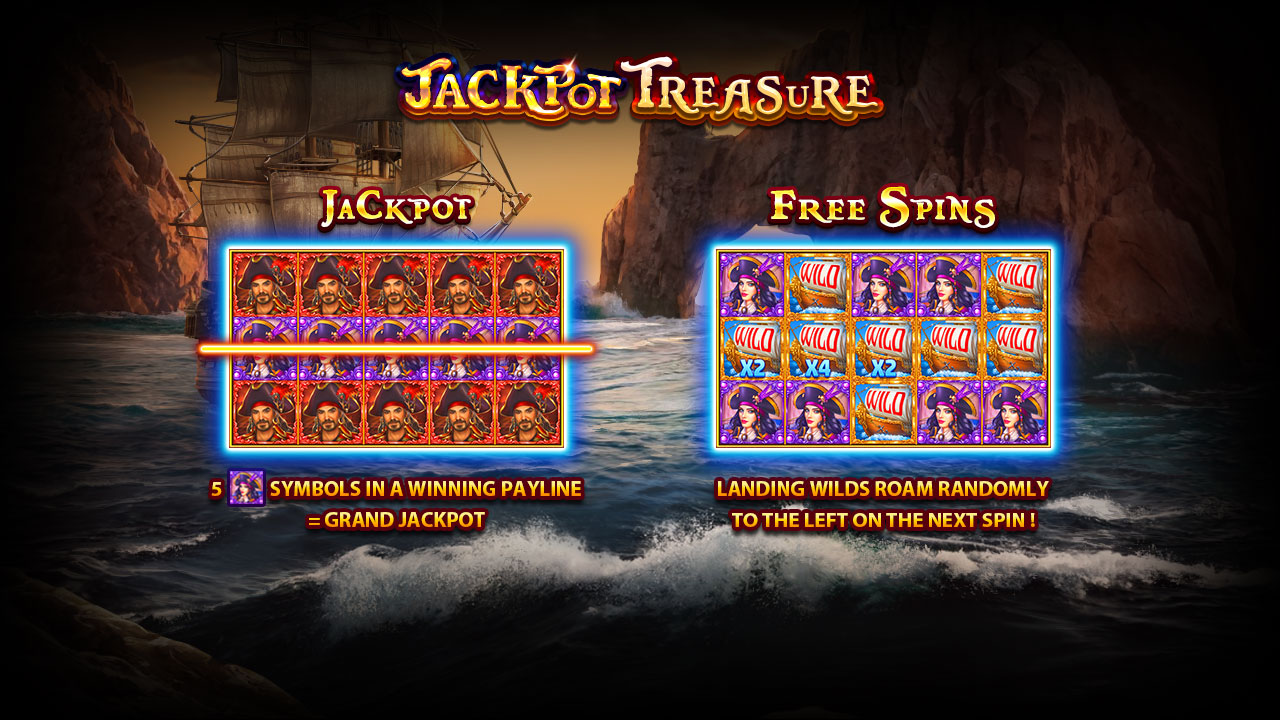 JACKPOT TREASURE
JACKPOT
FREE SPINS
WILD WILD
WILD X2 WILD X4 WILD X2 WILD WILD
WILD
5 SYMBOLS IN A WINNING PAYLINE
= GRAND JACKPOT
LANDING WILDS ROAM RANDOMLY
TO THE LEFT ON THE NEXT SPIN !